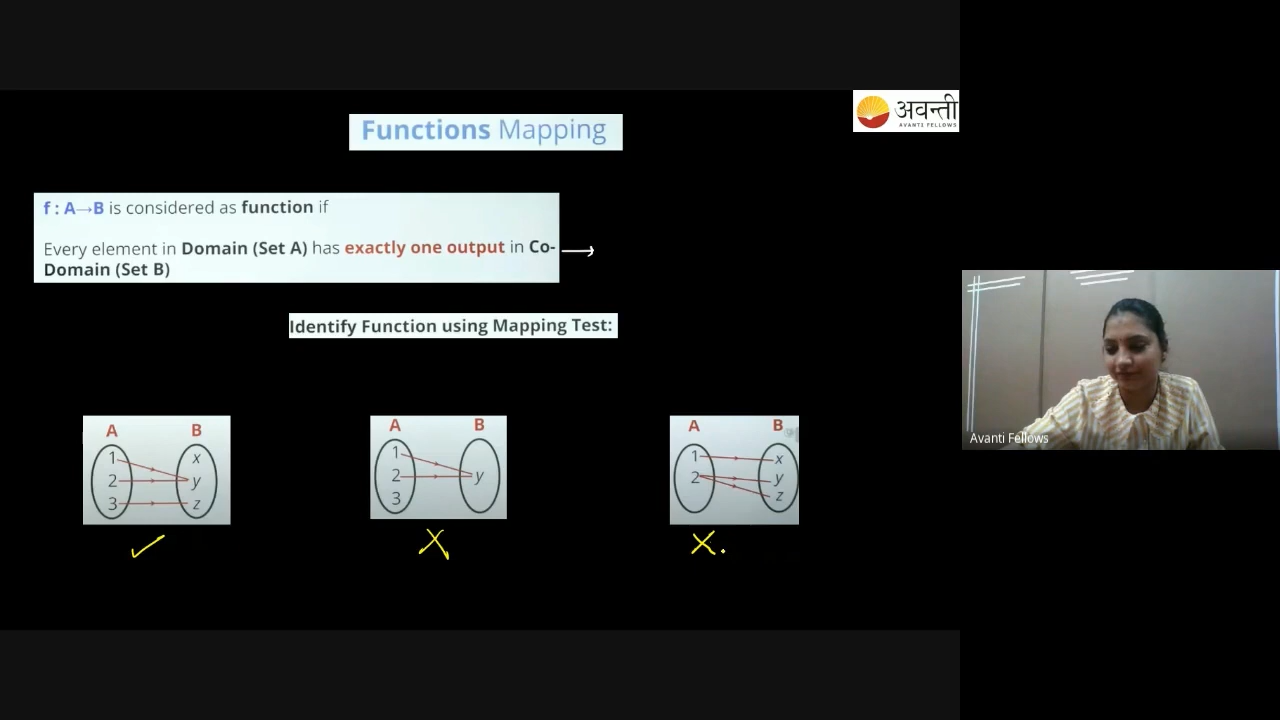 अवन्ती
AVANTI FELLOWS
Functions Mapping
f : A→B is considered as function if
Every element in Domain (Set A) has exactly one output in Co-
Domain (Set B)
Identify Function using Mapping Test:
A B
1 x
2 y
3 z
A B
1
2 y
3
A B
1 x
2 y
z
Avanti Fellows